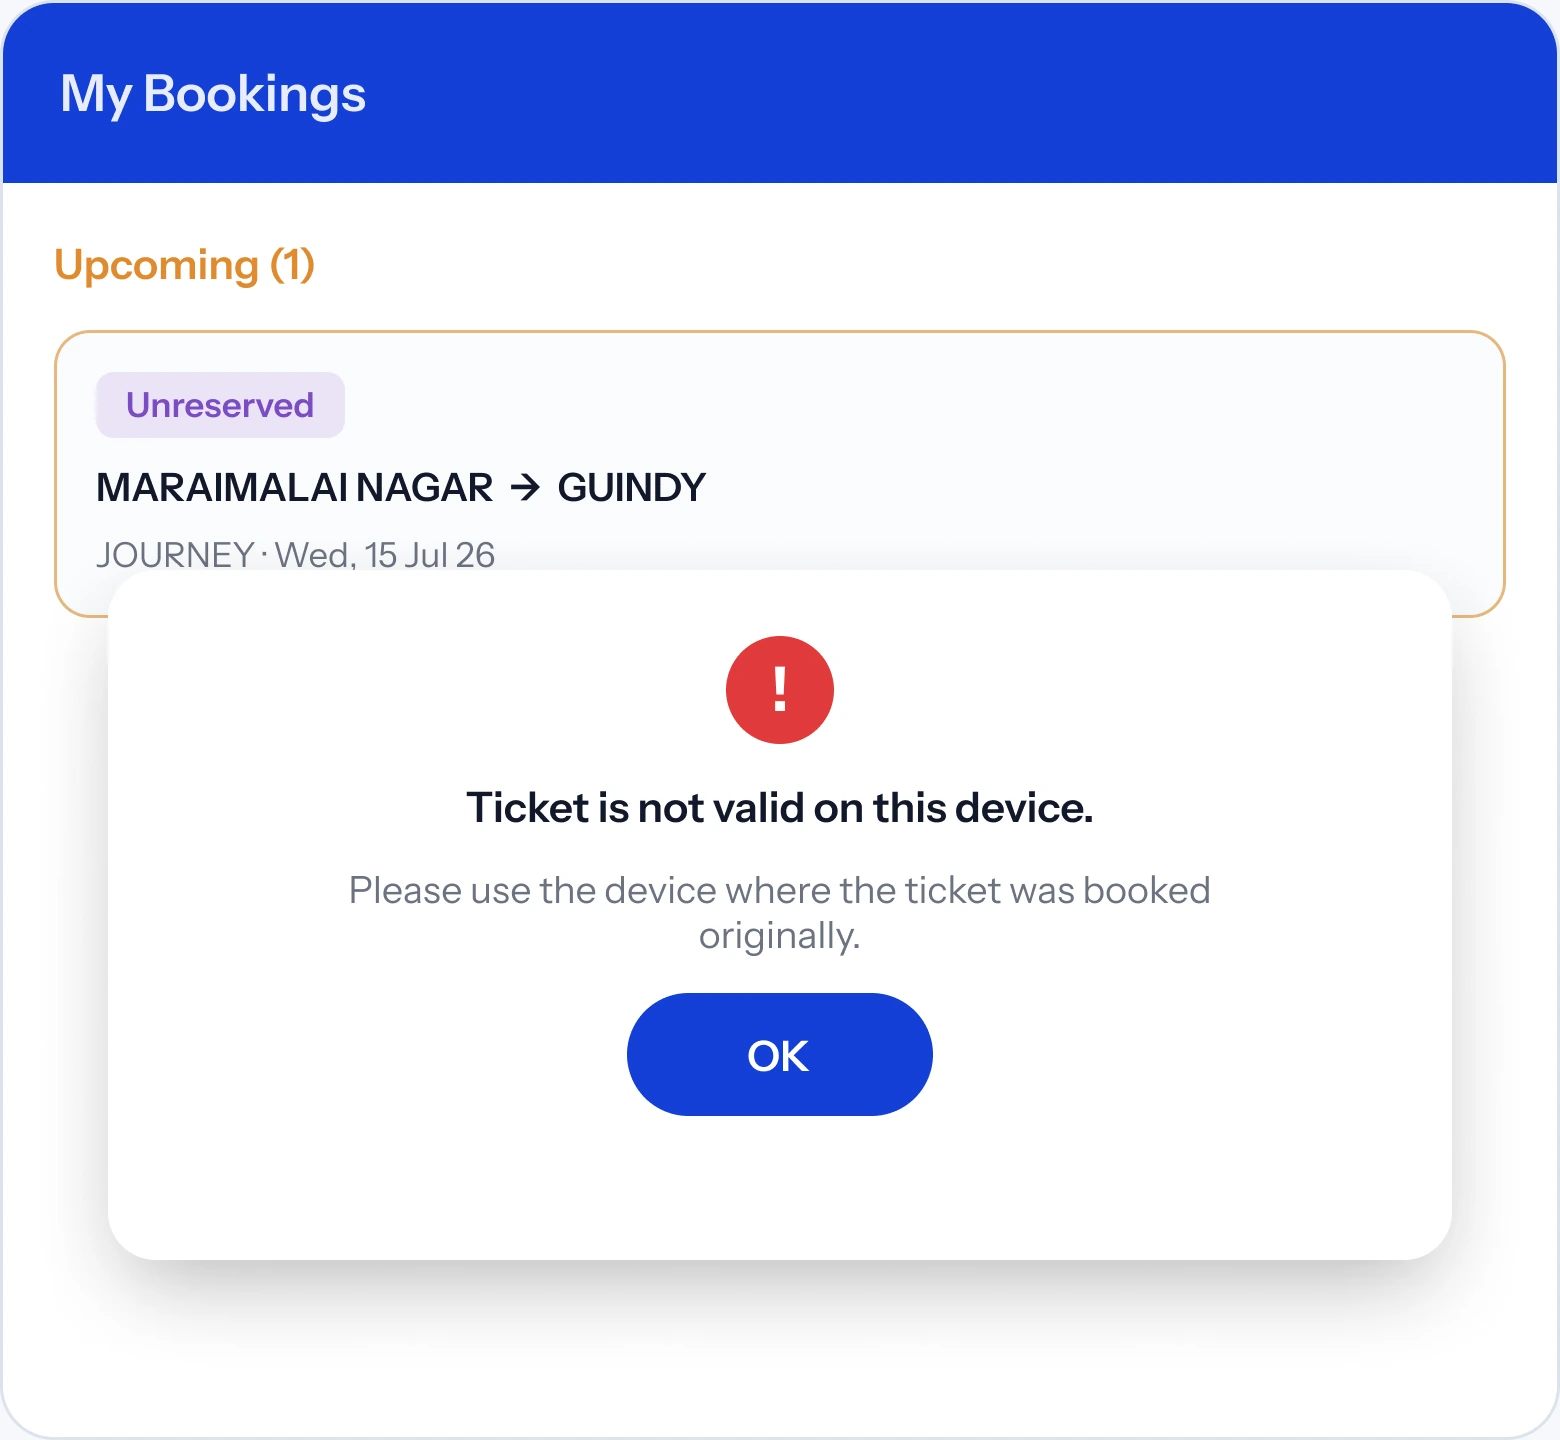 My Bookings
Upcoming (1)
Unreserved
MARAIMALAI NAGAR → GUINDY
JOURNEY · Wed, 15 Jul 26
!
Ticket is not valid on this device.
Please use the device where the ticket was booked
originally.
OK